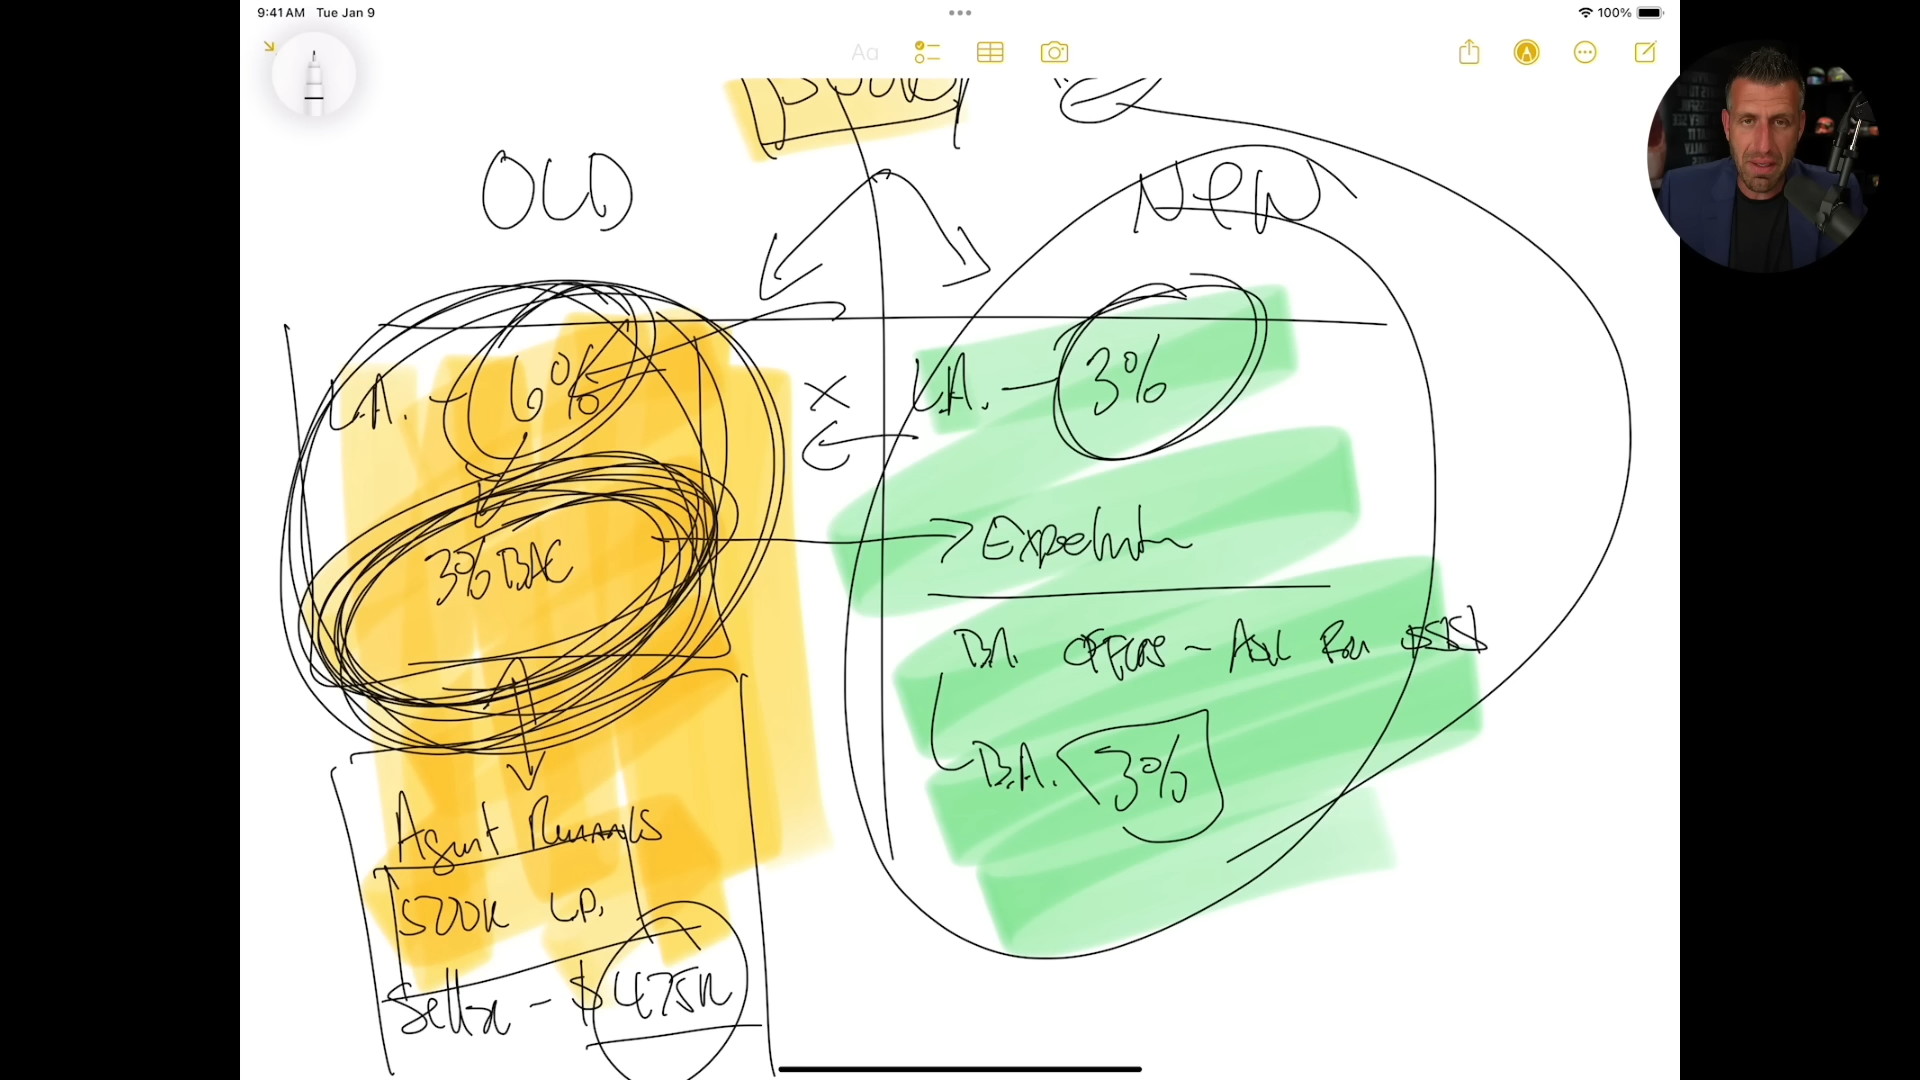 9:41 AM Tue Jan 9
100%
Aa
OLD
NEW
L.A. - 6%
X
L.A. - 3%
3% BAC
B.A. OFFERS - ASK FOR $$$
B.A. 3%
Agent Remarks
500K L.P.
Seller - $475K